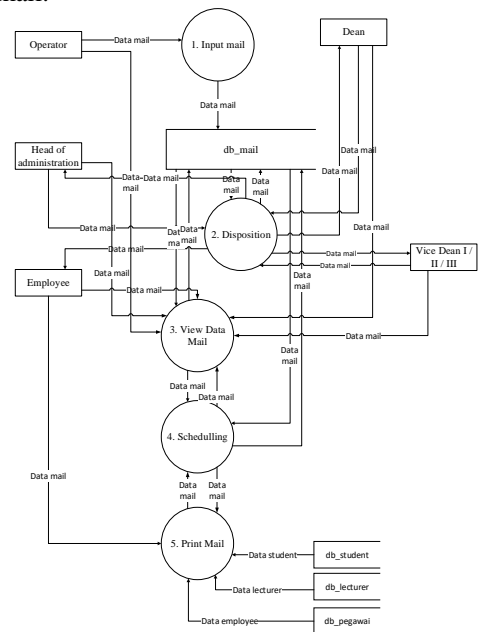 Operator
Data mail
1. Input mail
Dean
Data mail
db_mail
Head of
administration
Data
mail
Data mail
Data
mail
Data
mail
Data mail
Data mail
Data mail
2. Disposition
Dat
ma
Data
mail
Data mail
Data mail
Data mail
Vice Dean I /
II / III
Data mail
Employee
Data mail
Data
mail
3. View Data
Mail
Data mail
Data
mail
Data mail
Data mail
4. Schedulling
Data mail
Data
mail
Data
mail
5. Print Mail
Data student
db_student
Data lecturer
db_lecturer
Data employee
db_pegawai